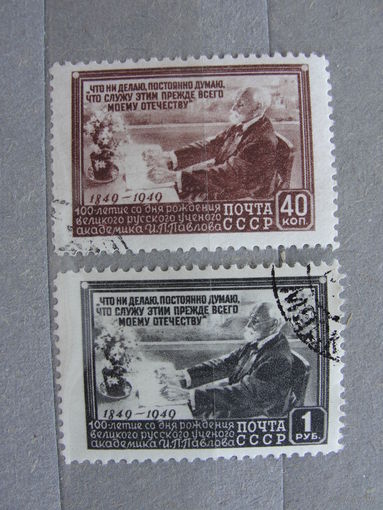 "ЧТО НИ ДЕЛАЮ, ПОСТОЯННО ДУМАЮ,
ЧТО СЛУЖУ ЭТИМ ПРЕЖДЕ ВСЕГО
МОЕМУ ОТЕЧЕСТВУ"
1849-1949
100-летие со дня рождения
великого русского ученого
академика И.П.Павлова
ПОЧТА
СССР
40
КОП.
"ЧТО НИ ДЕЛАЮ, ПОСТОЯННО ДУМАЮ,
ЧТО СЛУЖУ ЭТИМ ПРЕЖДЕ ВСЕГО
МОЕМУ ОТЕЧЕСТВУ"
1849-1949
100-летие со дня рождения
великого русского ученого
академика И.П.Павлова
ПОЧТА
СССР
1
РУБ.